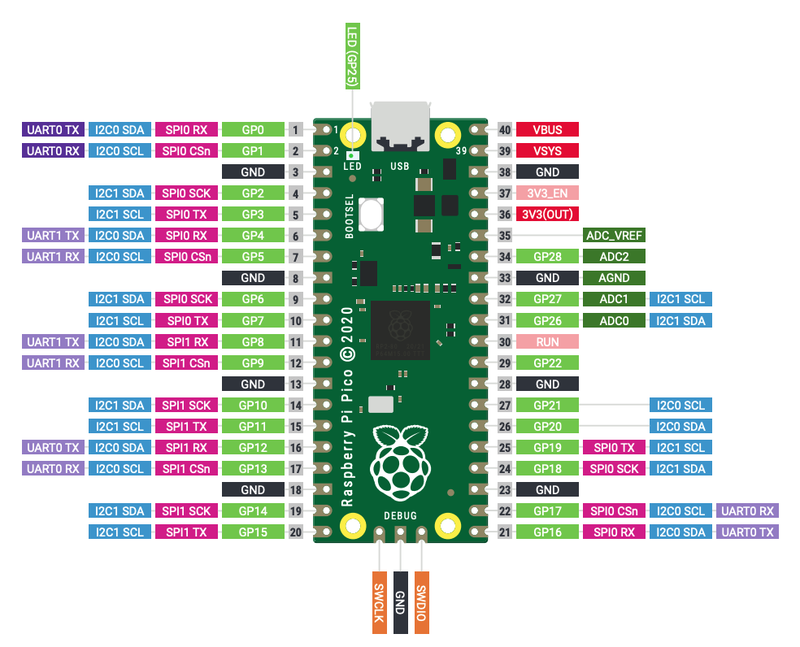 LED (GP25)
UART0 TX I2C0 SDA SPI0 RX GP0 1 1 40 VBUS
UART0 RX I2C0 SCL SPI0 CSn GP1 2 2 39 39 VSYS
GND 3 LED USB 38 GND
I2C1 SDA SPI0 SCK GP2 4 37 3V3_EN
I2C1 SCL SPI0 TX GP3 5 BOOTSEL 36 3V3(OUT)
UART1 TX I2C0 SDA SPI0 RX GP4 6 35 ADC_VREF
UART1 RX I2C0 SCL SPI0 CSn GP5 7 34 GP28 ADC2
GND 8 33 GND AGND
I2C1 SDA SPI0 SCK GP6 9 32 GP27 ADC1 I2C1 SCL
I2C1 SCL SPI0 TX GP7 10 31 GP26 ADC0 I2C1 SDA
UART1 TX I2C0 SDA SPI1 RX GP8 11 30 RUN
UART1 RX I2C0 SCL SPI1 CSn GP9 12 29 GP22
GND 13 28 GND
I2C1 SDA SPI1 SCK GP10 14 27 GP21 I2C0 SCL
I2C1 SCL SPI1 TX GP11 15 26 GP20 I2C0 SDA
UART0 TX I2C0 SDA SPI1 RX GP12 16 25 GP19 SPI0 TX I2C1 SCL
UART0 RX I2C0 SCL SPI1 CSn GP13 17 24 GP18 SPI0 SCK I2C1 SDA
GND 18 23 GND
I2C1 SDA SPI1 SCK GP14 19 22 GP17 SPI0 CSn I2C0 SCL UART0 RX
I2C1 SCL SPI1 TX GP15 20 21 GP16 SPI0 RX I2C0 SDA UART0 TX
Raspberry Pi Pico © 2020
DEBUG
SWCLK GND SWDIO